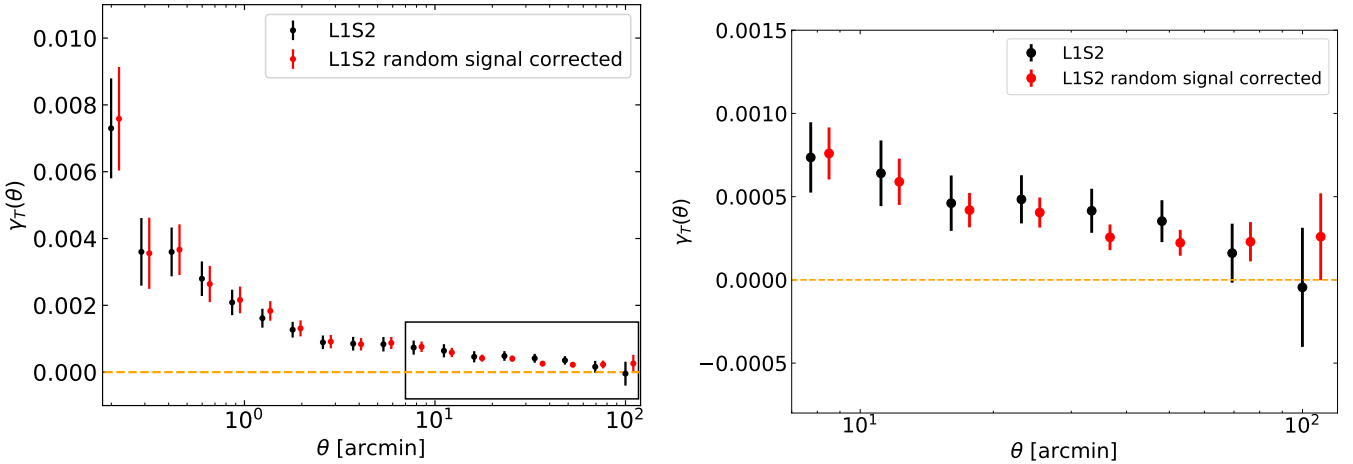 0.010
0.008
0.006
0.004
0.002
0.000
γ_T(θ)
L1S2
L1S2 random signal corrected
10⁰
10¹
10²
θ [arcmin]
0.0015
0.0010
0.0005
0.0000
−0.0005
γ_T(θ)
L1S2
L1S2 random signal corrected
10¹
10²
θ [arcmin]